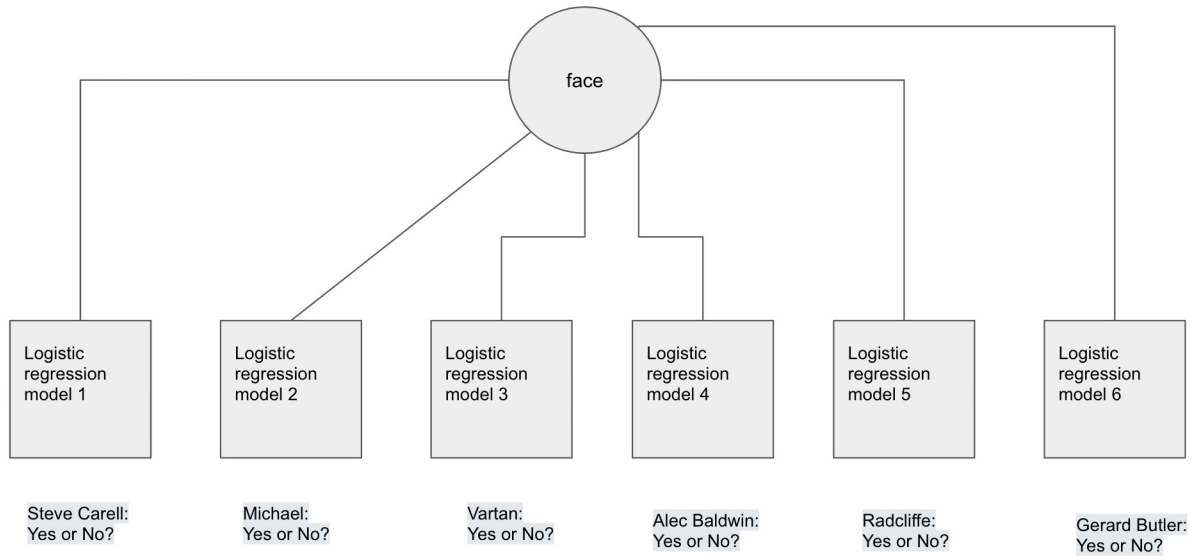 face
Logistic
regression
model 1
Logistic
regression
model 2
Logistic
regression
model 3
Logistic
regression
model 4
Logistic
regression
model 5
Logistic
regression
model 6
Steve Carell:
Yes or No?
Michael:
Yes or No?
Vartan:
Yes or No?
Alec Baldwin:
Yes or No?
Radcliffe:
Yes or No?
Gerard Butler:
Yes or No?